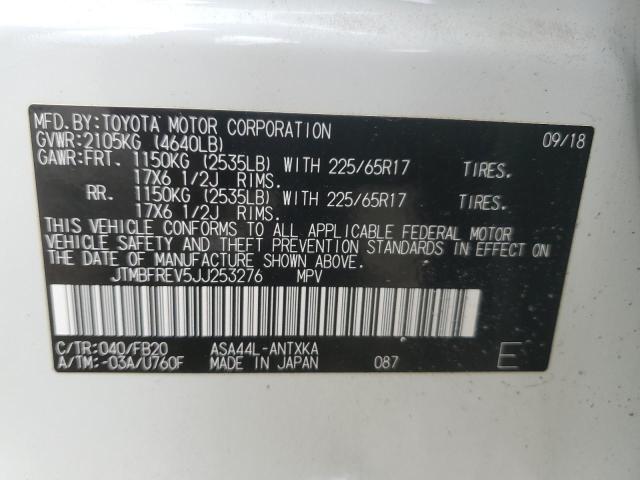 MFD.BY:TOYOTA MOTOR CORPORATION 09/18
GVWR:2105KG (4640LB)
GAWR:FRT. 1150KG (2535LB) WITH 225/65R17 TIRES.
17X6 1/2J RIMS.
RR. 1150KG (2535LB) WITH 225/65R17 TIRES.
17X6 1/2J RIMS.
THIS VEHICLE CONFORMS TO ALL APPLICABLE FEDERAL MOTOR
VEHICLE SAFETY AND THEFT PREVENTION STANDARDS IN EFFECT ON
THE DATE OF MANUFACTURE SHOWN ABOVE.
JTMBFREV5JJ253276 MPV
C/TR:040/FB20 ASA44L-ANTXKA
A/TM:-03A/U760F MADE IN JAPAN 087 E